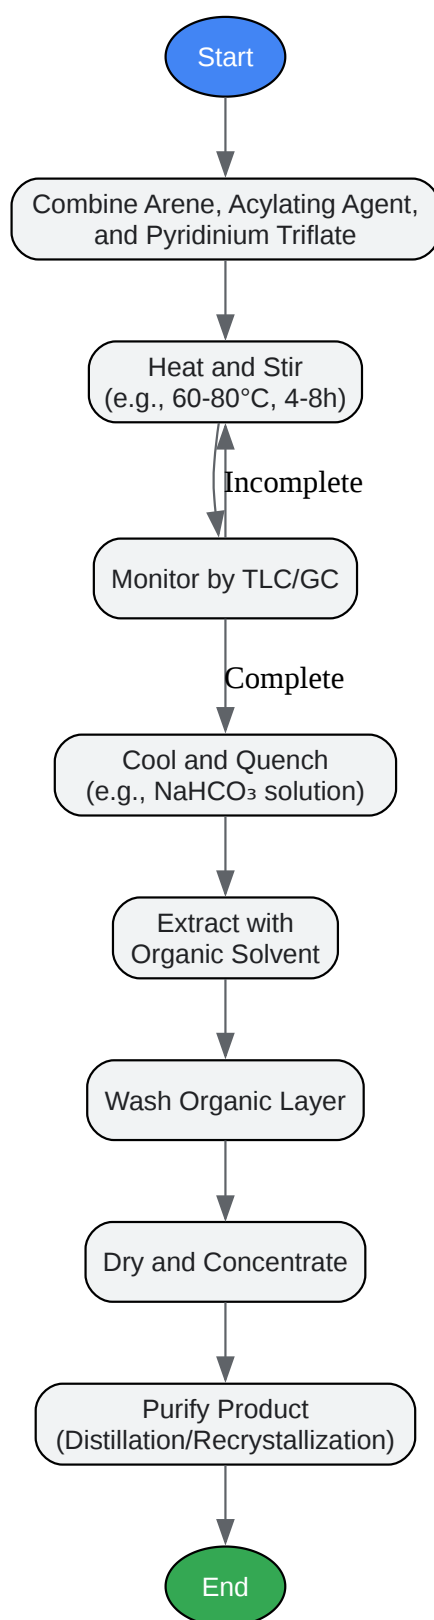 Start
Combine Arene, Acylating Agent,
and Pyridinium Triflate
Heat and Stir
(e.g., 60-80°C, 4-8h)
Incomplete
Monitor by TLC/GC
Complete
Cool and Quench
(e.g., NaHCO₃ solution)
Extract with
Organic Solvent
Wash Organic Layer
Dry and Concentrate
Purify Product
(Distillation/Recrystallization)
End